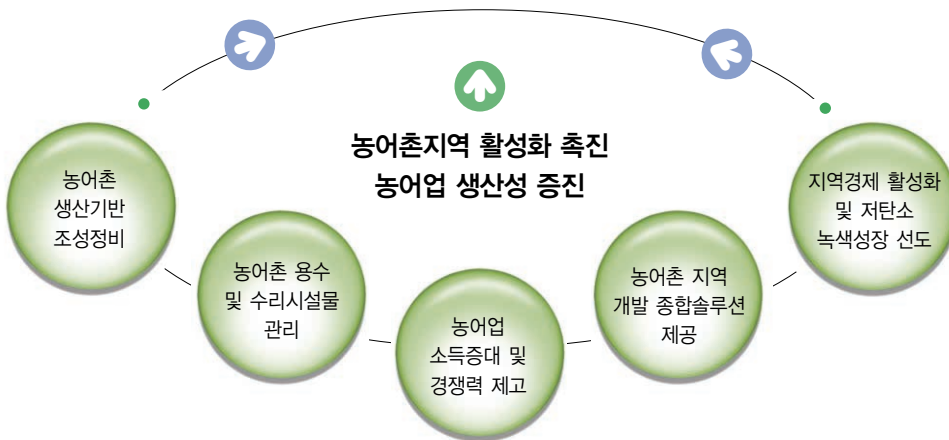 농어촌지역 활성화 촉진
농어업 생산성 증진
농어촌
생산기반
조성정비
농어촌 용수
및 수리시설물
관리
농어업
소득증대 및
경쟁력 제고
농어촌 지역
개발 종합솔루션
제공
지역경제 활성화
및 저탄소
녹색성장 선도